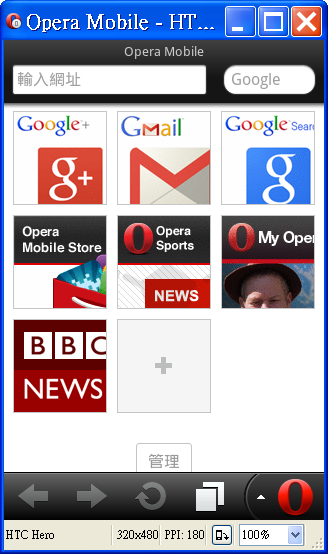 Opera Mobile - HT...
Opera Mobile
輸入網址
Google
Google+
g+
Gmail
Google Sear
g
Opera
Mobile Store
Opera
Sports
NEWS
My Oper
BBC
NEWS
+
管理
HTC Hero
320x480
PPI: 180
100%